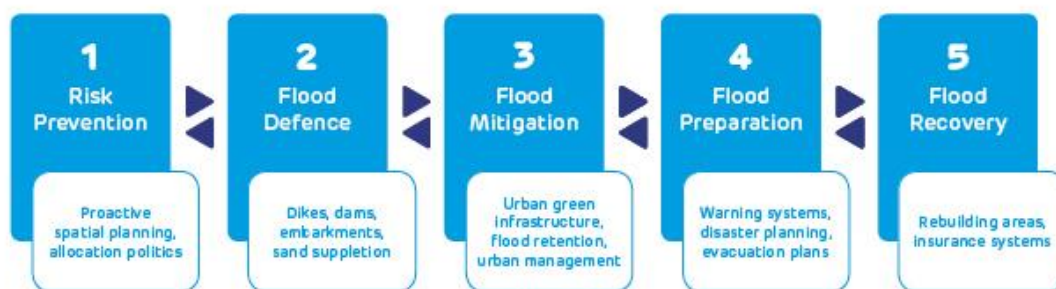 1
Risk
Prevention
Proactive
spatial planning,
allocation politics
2
Flood
Defence
Dikes, dams,
embarkments,
sand suppletion
3
Flood
Mitigation
Urban green
infrastructure,
flood retention,
urban management
4
Flood
Preparation
Warning systems,
disaster planning,
evacuation plans
5
Flood
Recovery
Rebuilding areas,
insurance systems